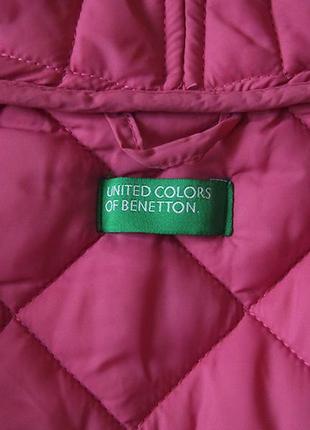 UNITED COLORS
OF BENETTON.